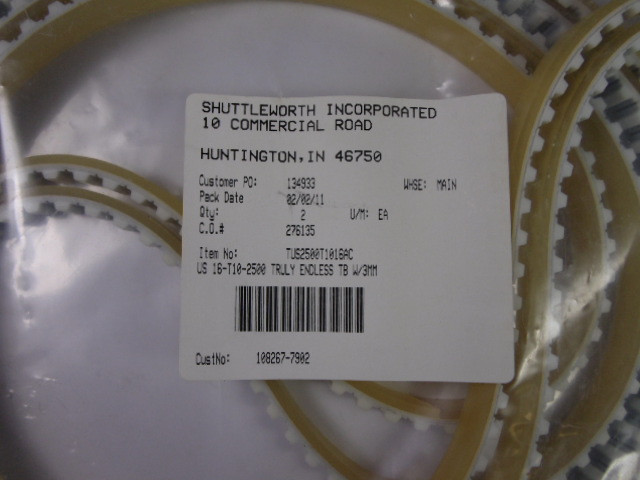 SHUTTLEWORTH INCORPORATED
10 COMMERCIAL ROAD
HUNTINGTON, IN 46750
Customer PO: 134933 WHSE: MAIN
Pack Date 02/02/11
Qty: 2 U/M: EA
C.O.# 276135
Item No: TUS2500T1016AC
US 16-T10-2500 TRULY ENDLESS TB W/3MM
CustNo: 108267-7902